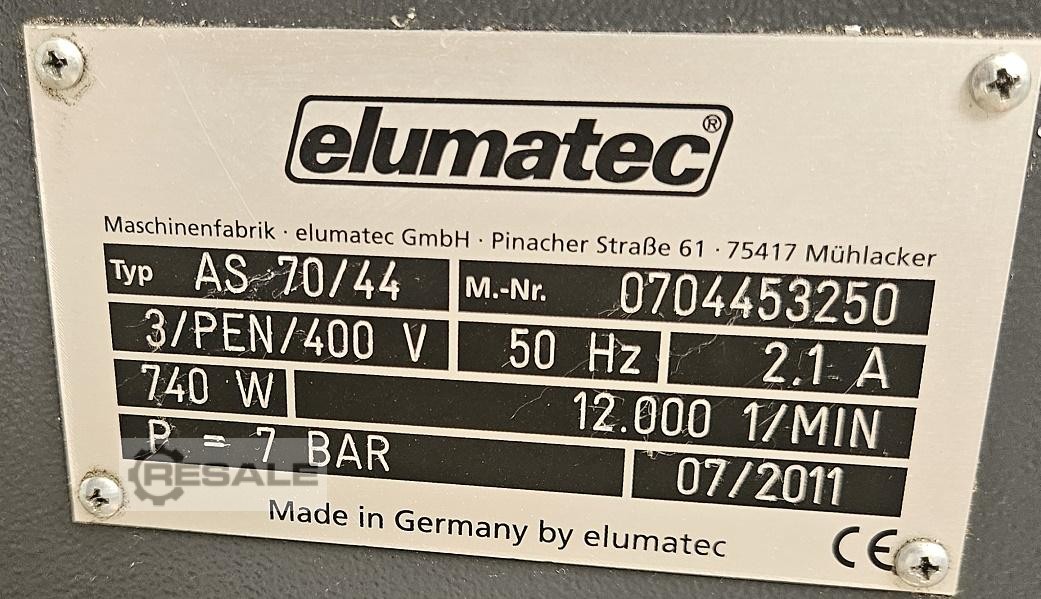 elumatec®
Maschinenfabrik · elumatec GmbH · Pinacher Straße 61 · 75417 Mühlacker
Typ AS 70/44 M.-Nr. 0704453250
3/PEN/400 V 50 Hz 2.1 A
740 W 12.000 1/MIN
P = 7 BAR 07/2011
RESALE
Made in Germany by elumatec CE